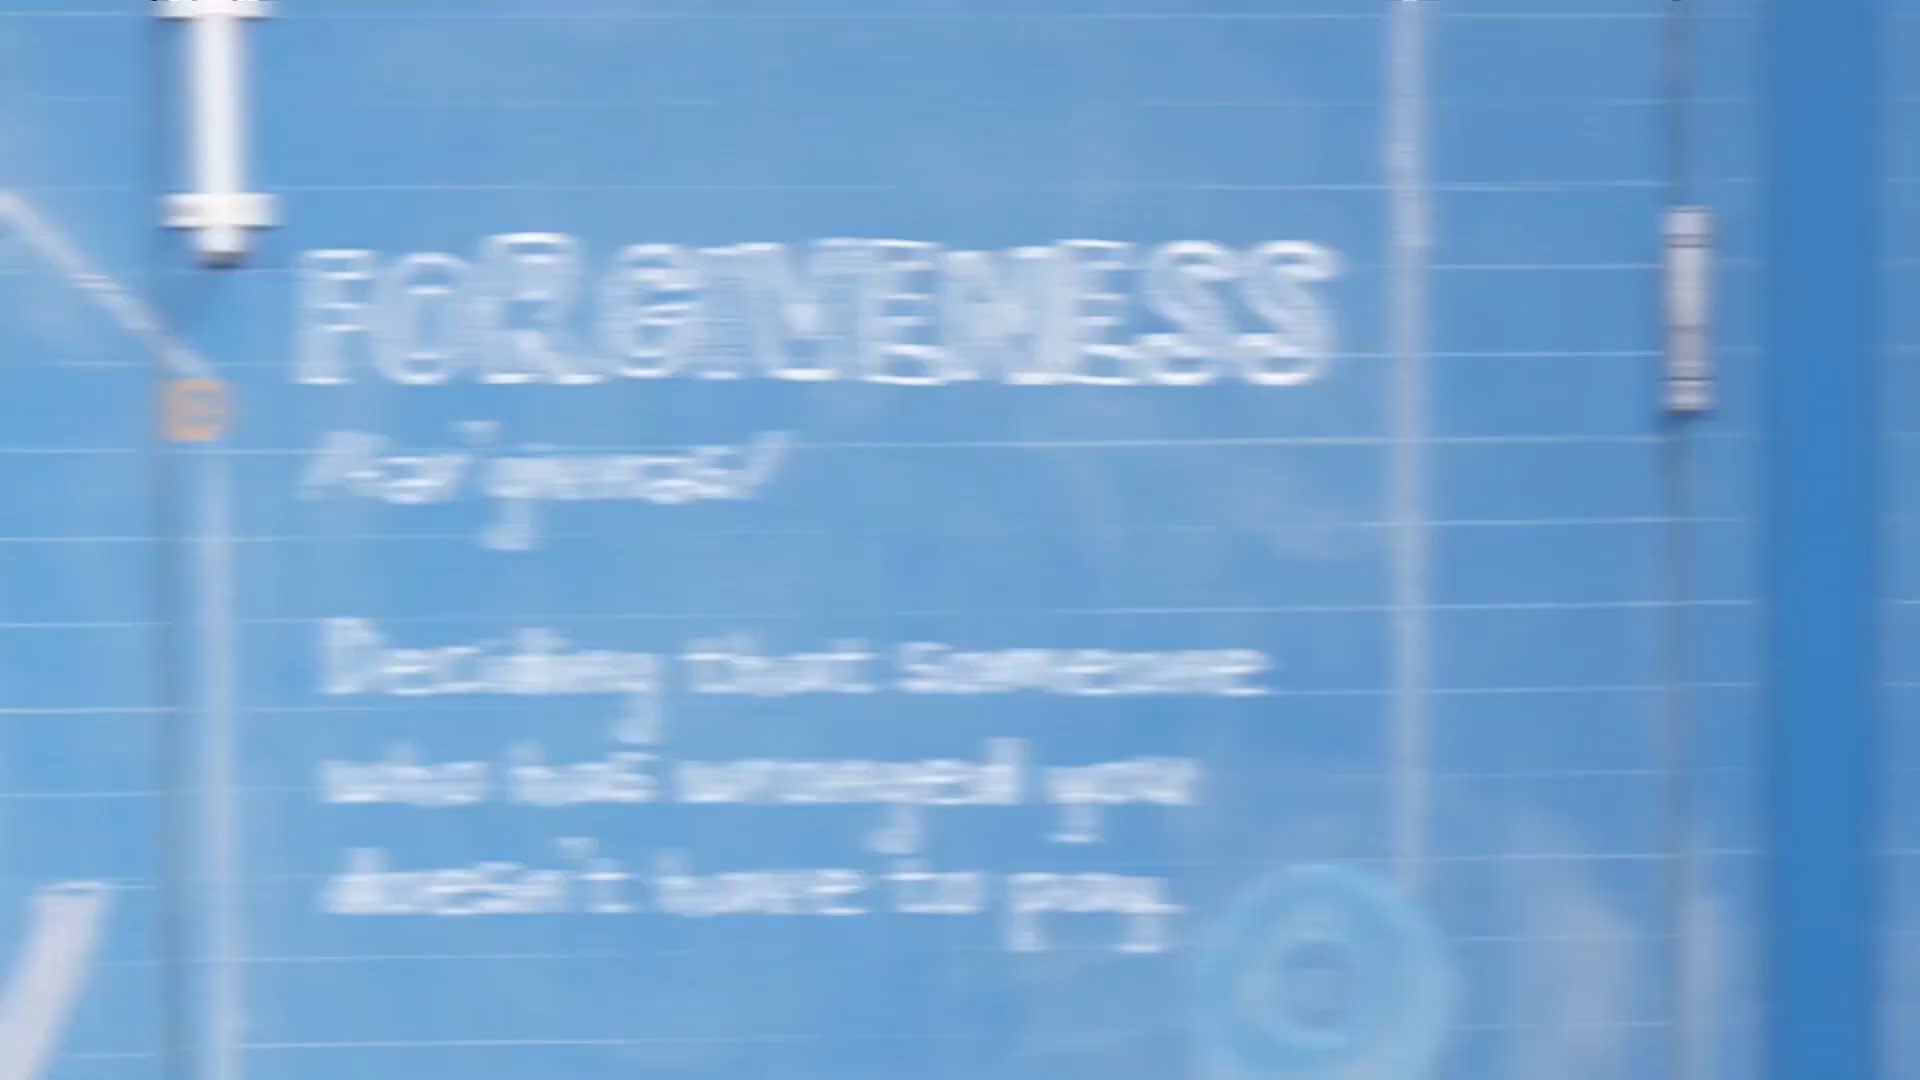 FORGIVENESS
Deciding that someone
who has wronged you
doesn't have to pay